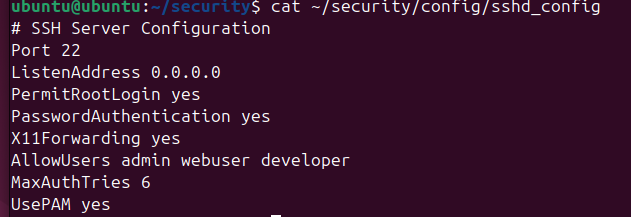 ubuntu@ubuntu:~/security$ cat ~/security/config/sshd_config
# SSH Server Configuration
Port 22
ListenAddress 0.0.0.0
PermitRootLogin yes
PasswordAuthentication yes
X11Forwarding yes
AllowUsers admin webuser developer
MaxAuthTries 6
UsePAM yes